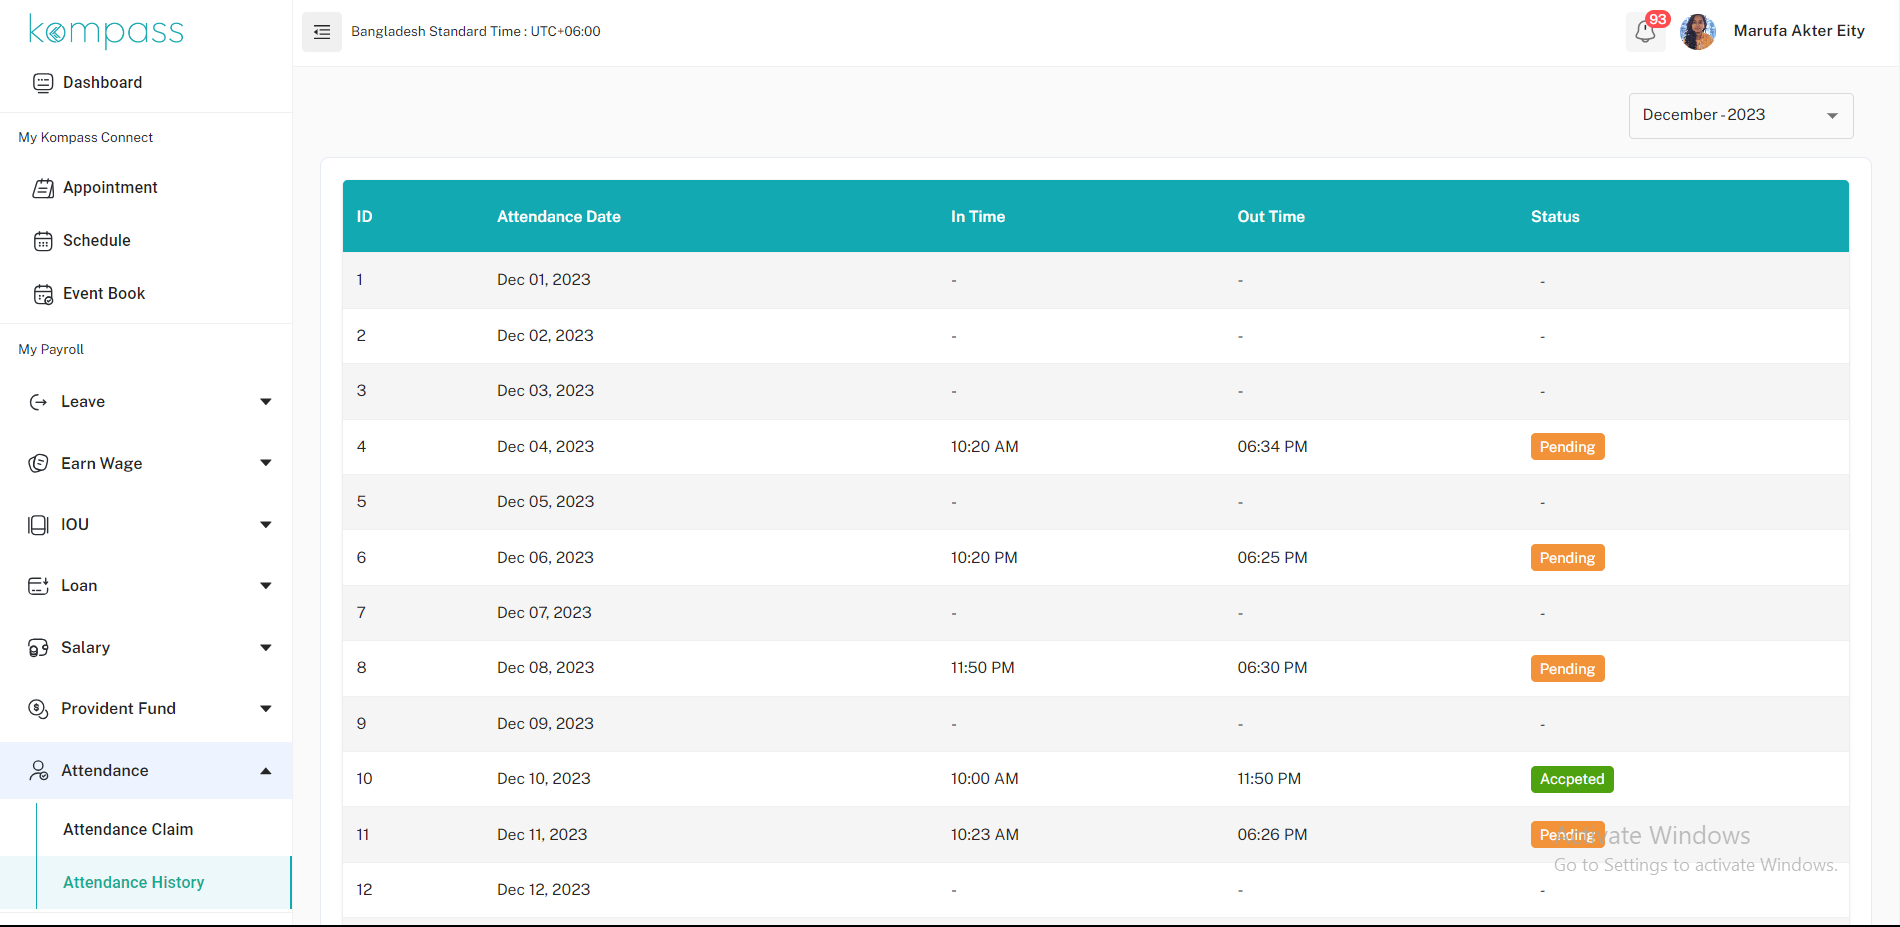 kompass
Bangladesh Standard Time : UTC+06:00
93
Marufa Akter Eity
Dashboard
My Kompass Connect
Appointment
Schedule
Event Book
My Payroll
Leave
Earn Wage
IOU
Loan
Salary
Provident Fund
Attendance
Attendance Claim
Attendance History
December - 2023
ID Attendance Date In Time Out Time Status
1 Dec 01, 2023 - - -
2 Dec 02, 2023 - - -
3 Dec 03, 2023 - - -
4 Dec 04, 2023 10:20 AM 06:34 PM Pending
5 Dec 05, 2023 - - -
6 Dec 06, 2023 10:20 PM 06:25 PM Pending
7 Dec 07, 2023 - - -
8 Dec 08, 2023 11:50 PM 06:30 PM Pending
9 Dec 09, 2023 - - -
10 Dec 10, 2023 10:00 AM 11:50 PM Accpeted
11 Dec 11, 2023 10:23 AM 06:26 PM Pending
12 Dec 12, 2023 - - -
Activate Windows
Go to Settings to activate Windows.